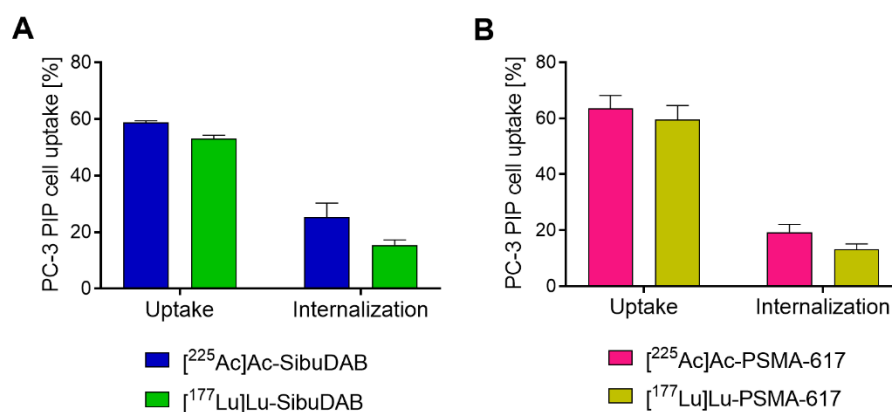 A
PC-3 PIP cell uptake [%]
80
60
40
20
0
Uptake Internalization
[²²⁵Ac]Ac-SibuDAB
[¹⁷⁷Lu]Lu-SibuDAB
B
PC-3 PIP cell uptake [%]
80
60
40
20
0
Uptake Internalization
[²²⁵Ac]Ac-PSMA-617
[¹⁷⁷Lu]Lu-PSMA-617